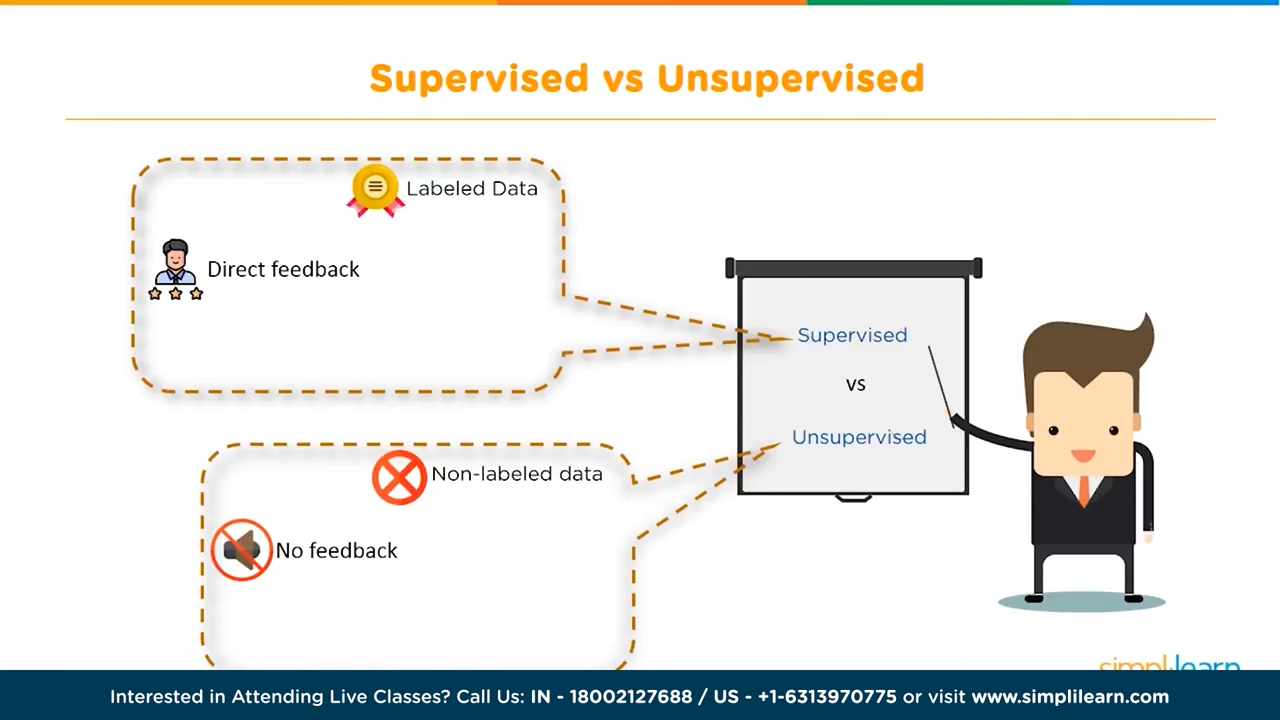 Supervised vs Unsupervised
Labeled Data
Direct feedback
Supervised
vs
Unsupervised
Non-labeled data
No feedback
simplilearn
Interested in Attending Live Classes? Call Us: IN - 18002127688 / US - +1-6313970775 or visit www.simplilearn.com